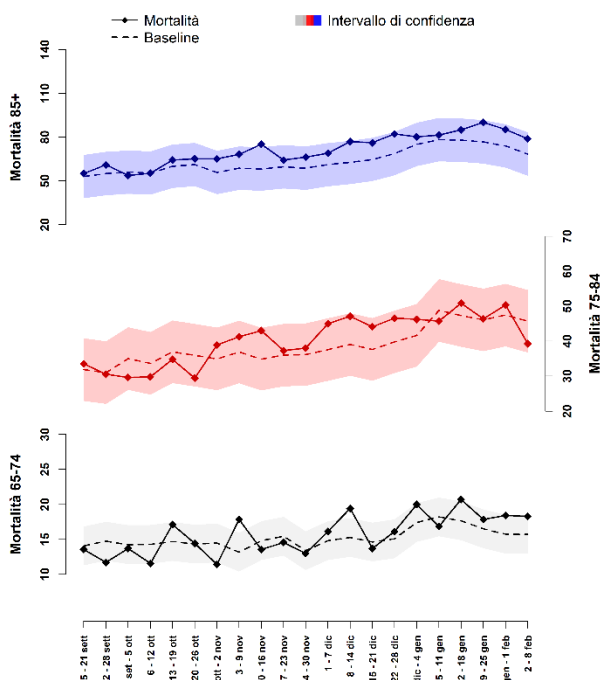 Mortalità
Baseline
Intervallo di confidenza
Mortalità 85+
140
110
80
50
20
Mortalità 75-84
70
60
50
40
30
20
Mortalità 65-74
30
25
20
15
10
5 - 21 sett
2 - 28 sett
set - 5 ott
6 - 12 ott
13 - 19 ott
20 - 26 ott
ott - 2 nov
3 - 9 nov
0 - 16 nov
7 - 23 nov
4 - 30 nov
1 - 7 dic
8 - 14 dic
15 - 21 dic
22 - 28 dic
dic - 4 gen
5 - 11 gen
2 - 18 gen
9 - 25 gen
gen - 1 feb
2 - 8 feb